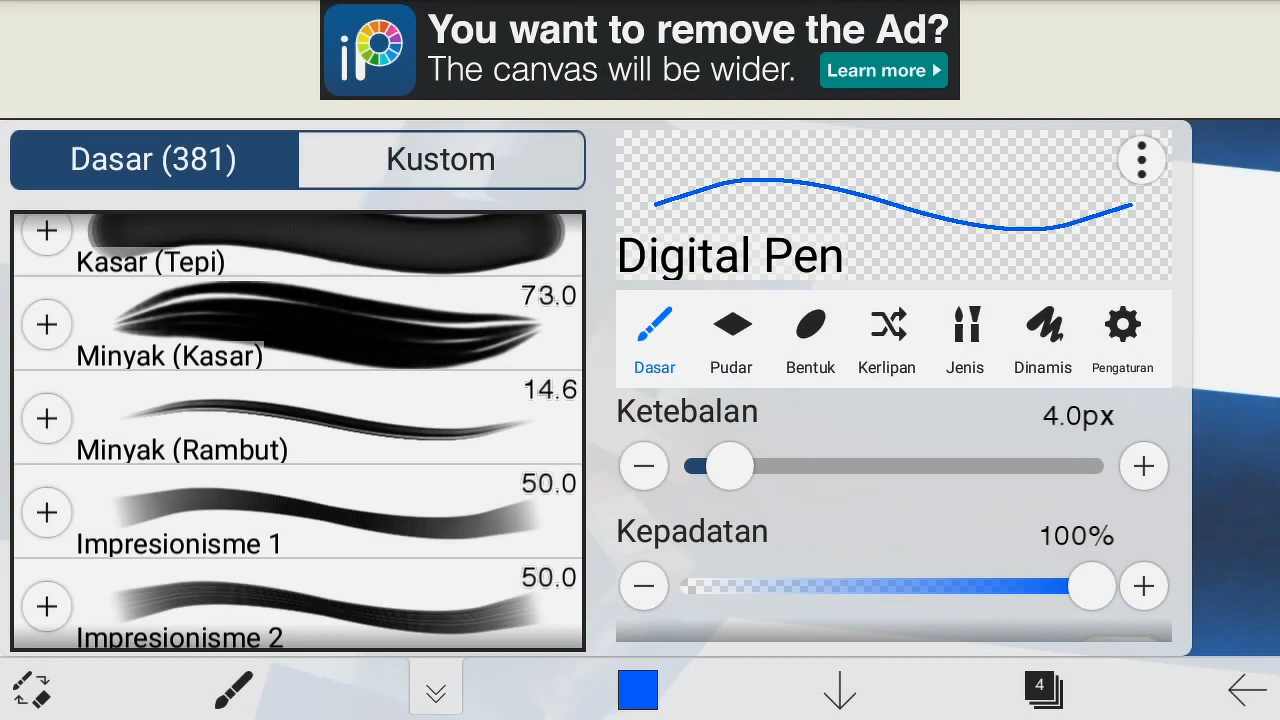 iP
You want to remove the Ad?
The canvas will be wider.
Learn more
Dasar (381)
Kustom
Kasar (Tepi)
73.0
Minyak (Kasar)
14.6
Minyak (Rambut)
50.0
Impresionisme 1
50.0
Impresionisme 2
Digital Pen
Dasar Pudar Bentuk Kerlipan Jenis Dinamis Pengaturan
Ketebalan 4.0px
Kepadatan 100%
4